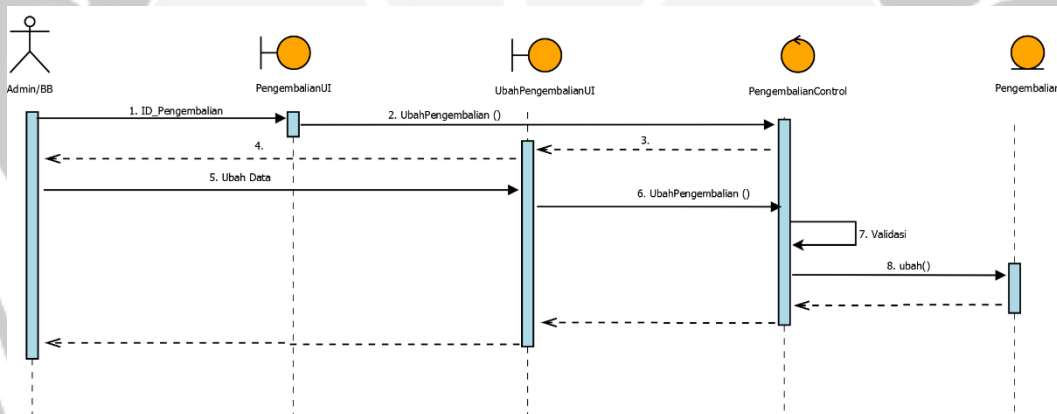 Admin/BB
PengembalianUI
UbahPengembalianUI
PengembalianControl
Pengembalian
1. ID_Pengembalian
2. UbahPengembalian ()
3.
4.
5. Ubah Data
6. UbahPengembalian ()
7. Validasi
8. ubah()